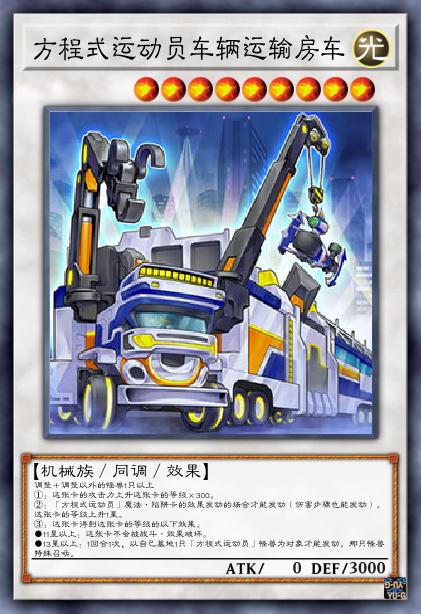 方程式运动员车辆运输房车
光
【机械族／同调／效果】
调整＋调整以外的怪兽1只以上
①：这张卡的攻击力上升这张卡的等级×300。
②：「方程式运动员」魔法·陷阱卡的效果发动的场合才能发动（伤害步骤也能发动）。
这张卡的等级上升1星。
③：这张卡得到这张卡的等级的以下效果。
●11星以上：这张卡不会被战斗·效果破坏。
●13星以上：1回合1次，以自己墓地1只「方程式运动员」怪兽为对象才能发动。那只怪兽
特殊召唤。
ATK/ 0 DEF/3000